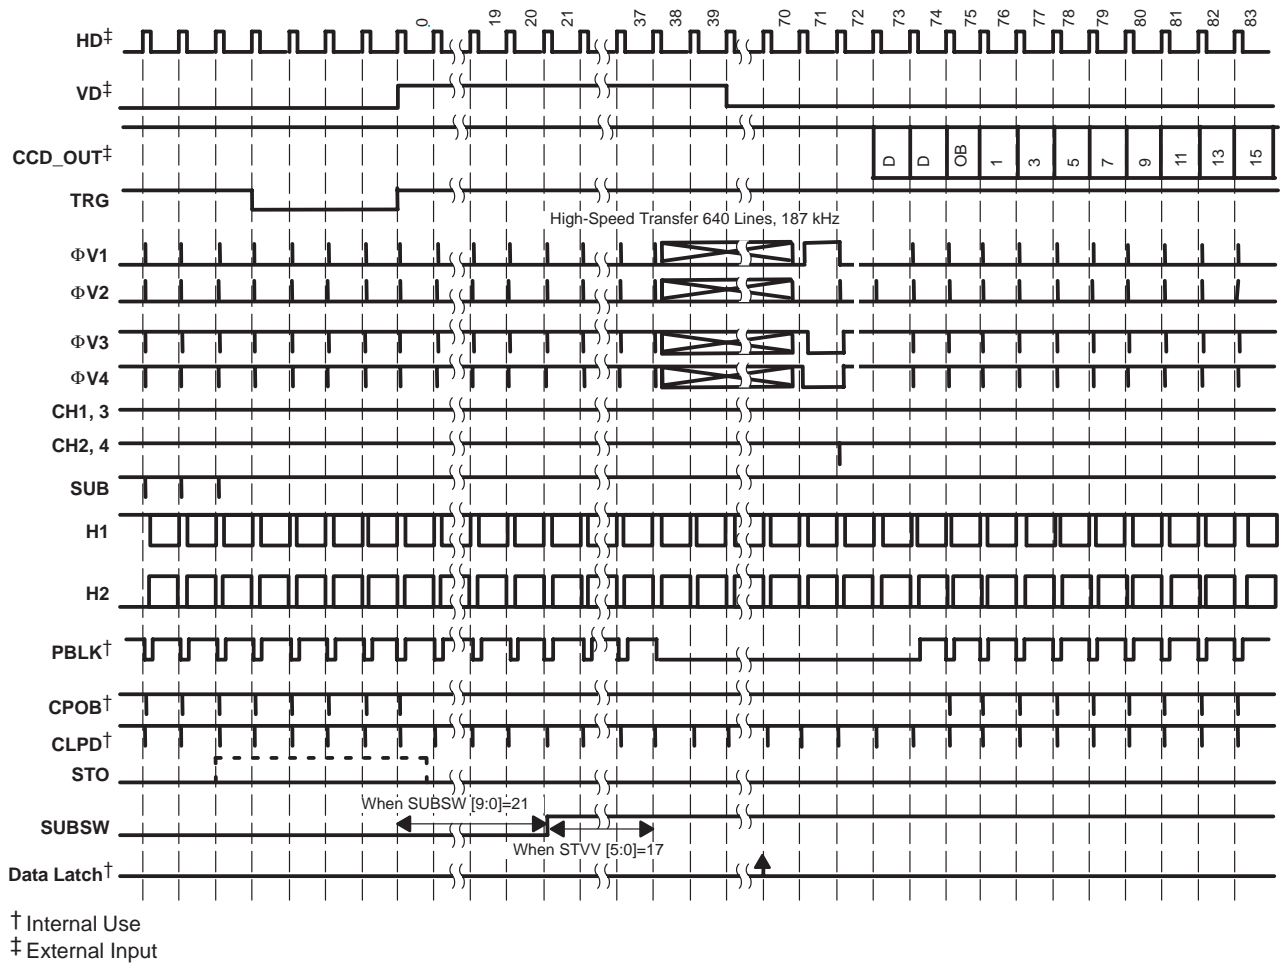 0 19 20 21 37 38 39 70 71 72 73 74 75 76 77 78 79 80 81 82 83
HD‡
VD‡
CCD_OUT‡ D D OB 1 3 5 7 9 11 13 15
TRG
High-Speed Transfer 640 Lines, 187 kHz
ΦV1
ΦV2
ΦV3
ΦV4
CH1, 3
CH2, 4
SUB
H1
H2
PBLK†
CPOB†
CLPD†
STO
When SUBSW [9:0]=21
SUBSW
When STVV [5:0]=17
Data Latch†
† Internal Use
‡ External Input